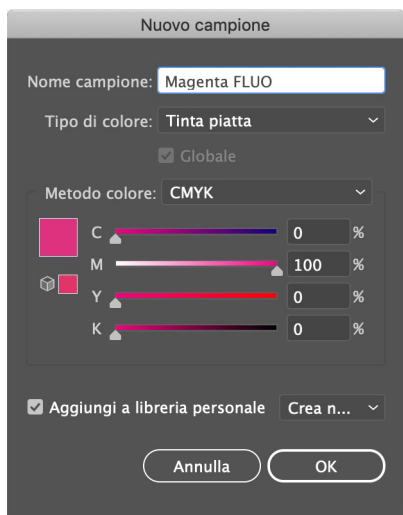 Nuovo campione
Nome campione: Magenta FLUO
Tipo di colore: Tinta piatta
Globale
Metodo colore: CMYK
C 0 %
M 100 %
Y 0 %
K 0 %
Aggiungi a libreria personale Crea n...
Annulla OK